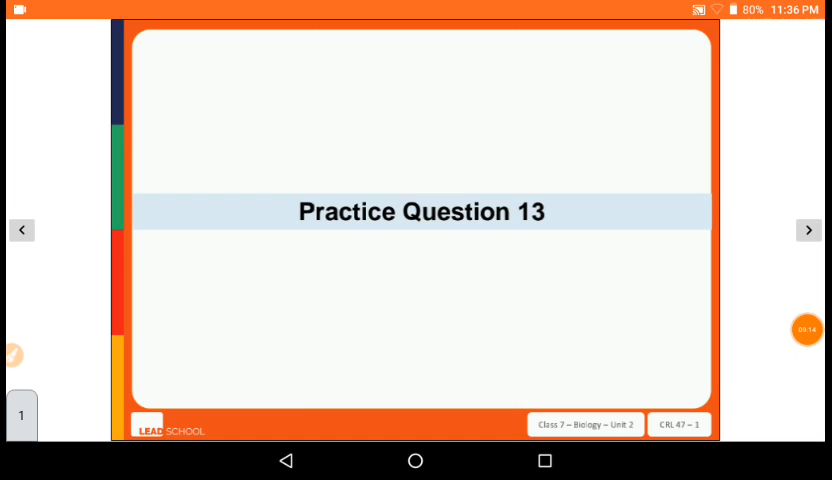 80% 11:36 PM
Practice Question 13
09:14
1
LEAD SCHOOL
Class 7 – Biology – Unit 2
CRL 47 – 1